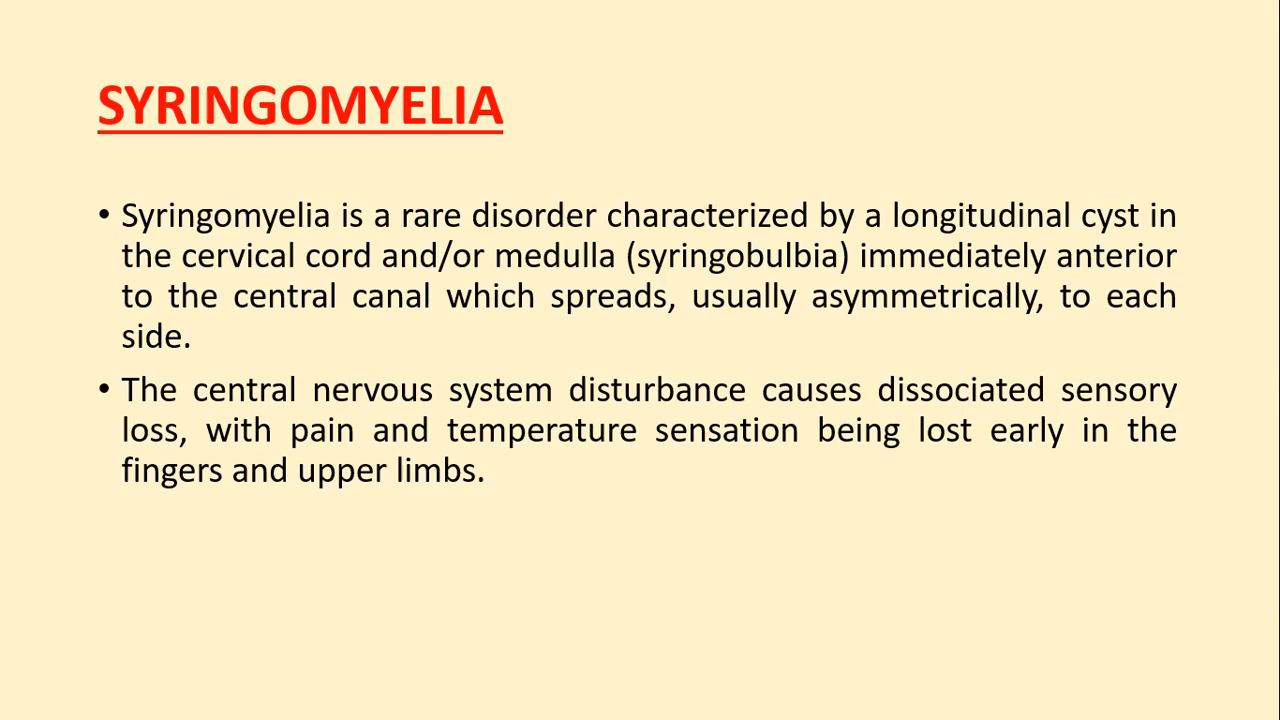 SYRINGOMYELIA
• Syringomyelia is a rare disorder characterized by a longitudinal cyst in
the cervical cord and/or medulla (syringobulbia) immediately anterior
to the central canal which spreads, usually asymmetrically, to each
side.
• The central nervous system disturbance causes dissociated sensory
loss, with pain and temperature sensation being lost early in the
fingers and upper limbs.